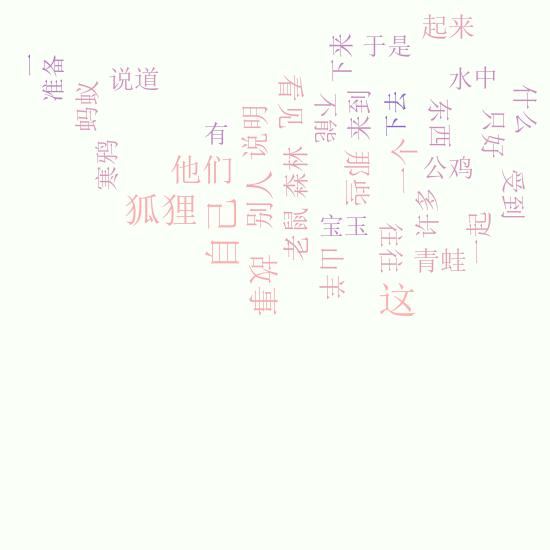 起来
下来
于是
一
准备
说道
水中
蚂蚁
看见
不能
来到
下去
东西
只好
什么
有
说明
寒鸦
他们
森林
那些
一个
公鸡
受到
狐狸
自己
别人
老鼠
宝玉
往往
许多
一起
故事
山羊
青蛙
这